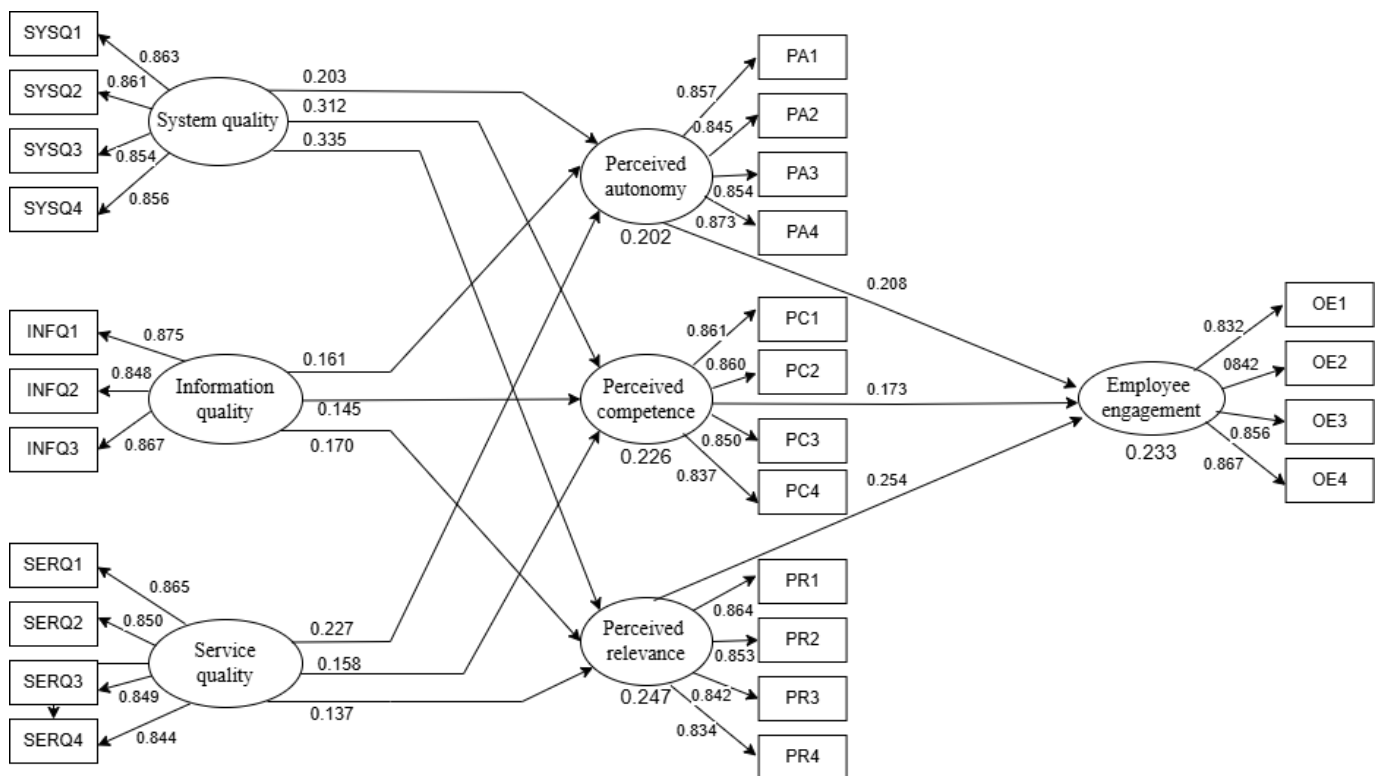 SYSQ1
SYSQ2
SYSQ3
SYSQ4
0.863
0.861
0.854
0.856
System quality
0.203
0.312
0.335
INFQ1
INFQ2
INFQ3
0.875
0.848
0.867
Information
quality
0.161
0.145
0.170
SERQ1
SERQ2
SERQ3
SERQ4
0.865
0.850
0.849
0.844
Service
quality
0.227
0.158
0.137
Perceived
autonomy
0.202
0.857
0.845
0.854
0.873
PA1
PA2
PA3
PA4
0.208
Perceived
competence
0.226
0.861
0.860
0.850
0.837
PC1
PC2
PC3
PC4
0.173
Perceived
relevance
0.247
0.864
0.853
0.842
0.834
PR1
PR2
PR3
PR4
0.254
Employee
engagement
0.233
0.832
0842
0.856
0.867
OE1
OE2
OE3
OE4